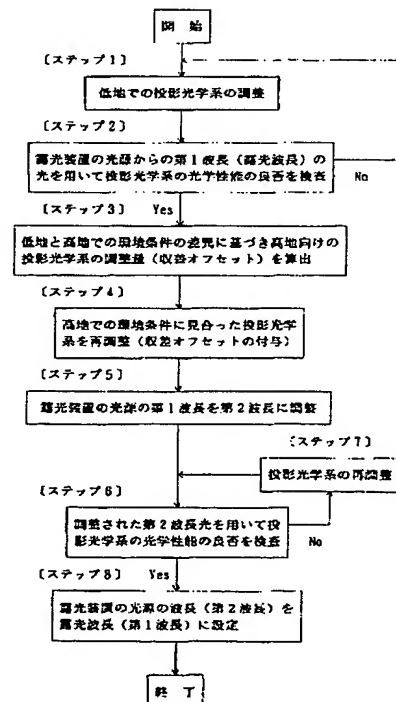 開 始
〔ステップ1〕
低地での投影光学系の調整
〔ステップ2〕
露光装置の光源からの第1波長(露光波長)の
光を用いて投影光学系の光学性能の良否を検査
No
〔ステップ3〕 Yes
低地と高地での環境条件の差異に基づき高地向けの
投影光学系の調整量(収差オフセット)を算出
〔ステップ4〕
高地での環境条件に見合った投影光学
系を再調整(収差オフセットの付与)
〔ステップ5〕
露光装置の光源の第1波長を第2波長に調整
〔ステップ7〕
投影光学系の再調整
〔ステップ6〕
調整された第2波長光を用いて投
影光学系の光学性能の良否を検査
No
〔ステップ8〕 Yes
露光装置の光源の波長(第2波長)を
露光波長(第1波長)に設定
終 了